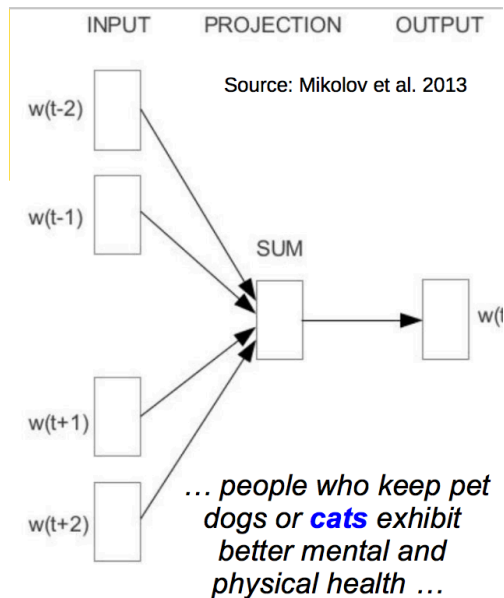 INPUT PROJECTION OUTPUT
Source: Mikolov et al. 2013
w(t-2)
w(t-1)
SUM
w(t
w(t+1)
w(t+2)
... people who keep pet
dogs or cats exhibit
better mental and
physical health ...